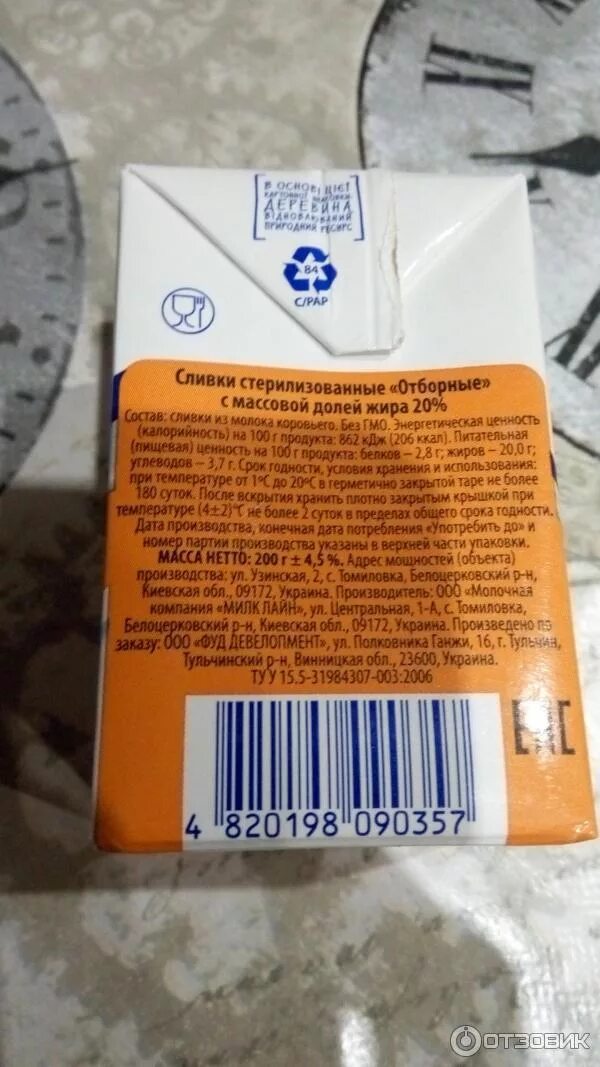 В ОСНОВІ ЦІЄЇ
КАРТОННОЇ УПАКОВКИ
ДЕРЕВИНА
ВІДНОВЛЮВАНИЙ
ПРИРОДНИЙ РЕСУРС
84
C/PAP
Сливки стерилизованные «Отборные»
с массовой долей жира 20%
Состав: сливки из молока коровьего. Без ГМО. Энергетическая ценность
(калорийность) на 100 г продукта: 862 кДж (206 ккал). Питательная
(пищевая) ценность на 100 г продукта: белков – 2,8 г; жиров – 20,0 г;
углеводов – 3,7 г. Срок годности, условия хранения и использования:
при температуре от 1°С до 20°С в герметично закрытой таре не более
180 суток. После вскрытия хранить плотно закрытым крышкой при
температуре (4±2)°С не более 2 суток в пределах общего срока годности.
Дата производства, конечная дата потребления «Употребить до» и
номер партии производства указаны в верхней части упаковки.
МАССА НЕТТО: 200 г ± 4,5 %. Адрес мощностей (объекта)
производства: ул. Узинская, 2, с. Томиловка, Белоцерковский р-н,
Киевская обл., 09172, Украина. Производитель: ООО «Молочная
компания «МИЛК ЛАЙН», ул. Центральная, 1-А, с. Томиловка,
Белоцерковский р-н, Киевская обл., 09172, Украина. Произведено по
заказу: ООО «ФУД ДЕВЕЛОПМЕНТ», ул. Полковника Ганжи, 16, г. Тульчин,
Тульчинский р-н, Винницкая обл., 23600, Украина.
ТУ У 15.5-31984307-003:2006
EAC
4 820198 090357
ОТЗОВИК